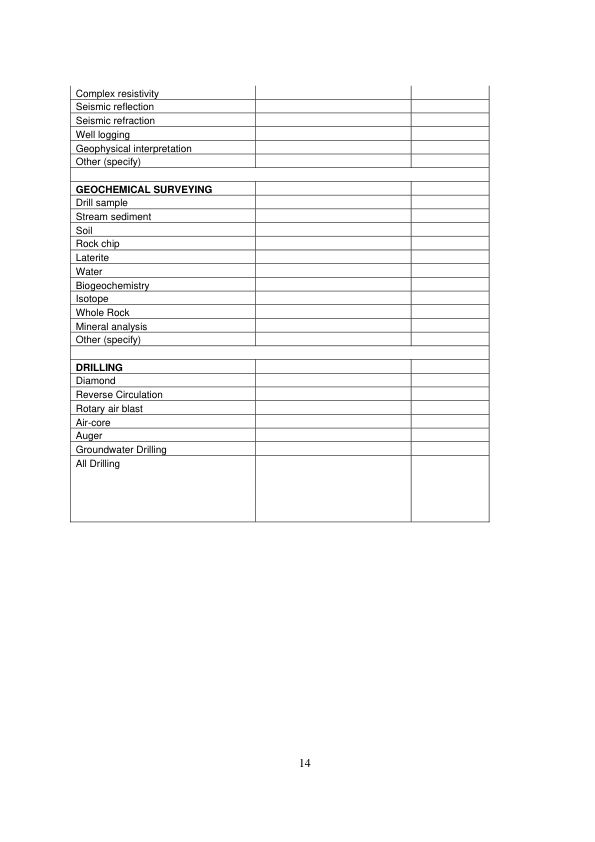 Complex resistivity
Seismic reflection
Seismic refraction
Well logging
Geophysical interpretation
Other (specify)
GEOCHEMICAL SURVEYING
Drill sample
Stream sediment
Soil
Rock chip
Laterite
Water
Biogeochemistry
Isotope
Whole Rock
Mineral analysis
Other (specify)
DRILLING
Diamond
Reverse Circulation
Rotary air blast
Air-core
Auger
Groundwater Drilling
All Drilling
14